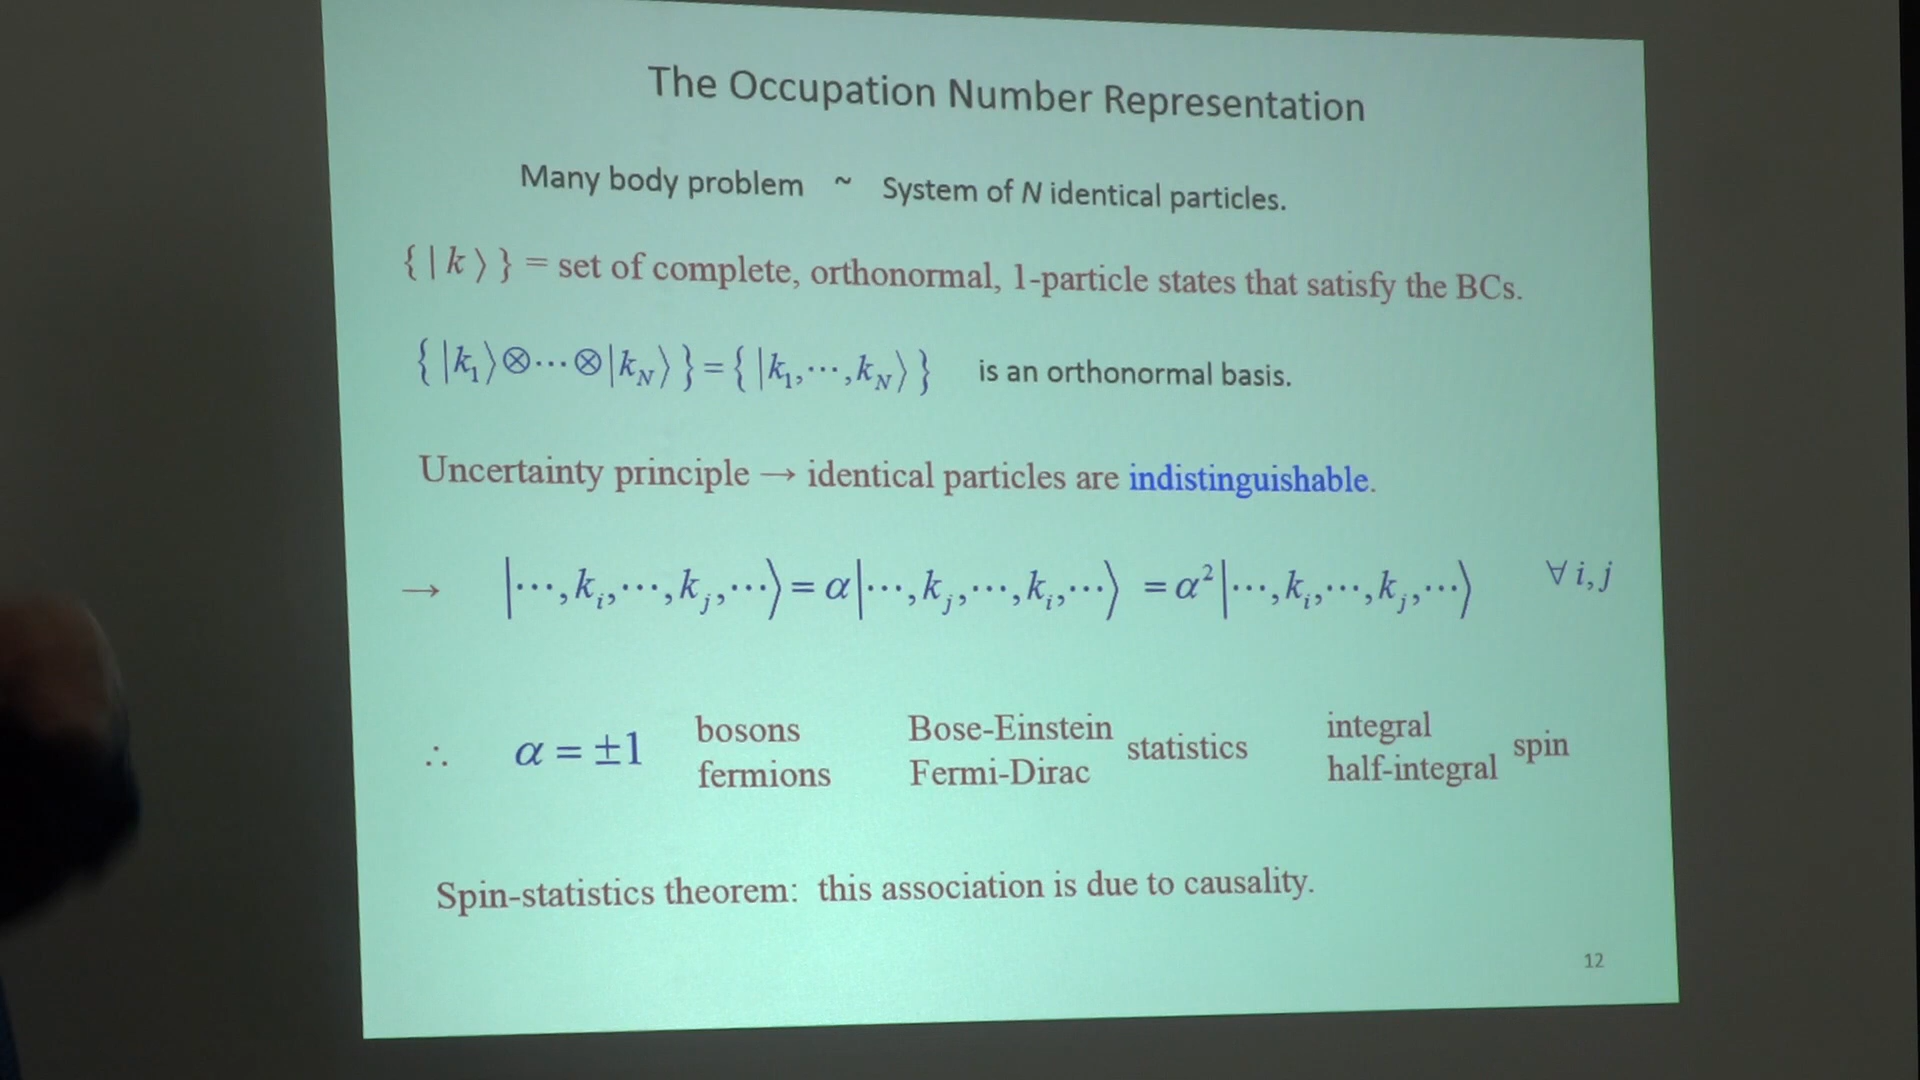 The Occupation Number Representation
Many body problem ~ System of N identical particles.
{ | k ⟩ } = set of complete, orthonormal, 1-particle states that satisfy the BCs.
{ |k₁⟩⊗⋯⊗|k_N⟩ } = { |k₁,⋯,k_N⟩ } is an orthonormal basis.
Uncertainty principle → identical particles are indistinguishable.
→ |⋯,k_i,⋯,k_j,⋯⟩ = α|⋯,k_j,⋯,k_i,⋯⟩ = α²|⋯,k_i,⋯,k_j,⋯⟩ ∀ i,j
∴ α = ±1
bosons
fermions
Bose-Einstein
Fermi-Dirac
statistics
integral
half-integral
spin
Spin-statistics theorem: this association is due to causality.
12